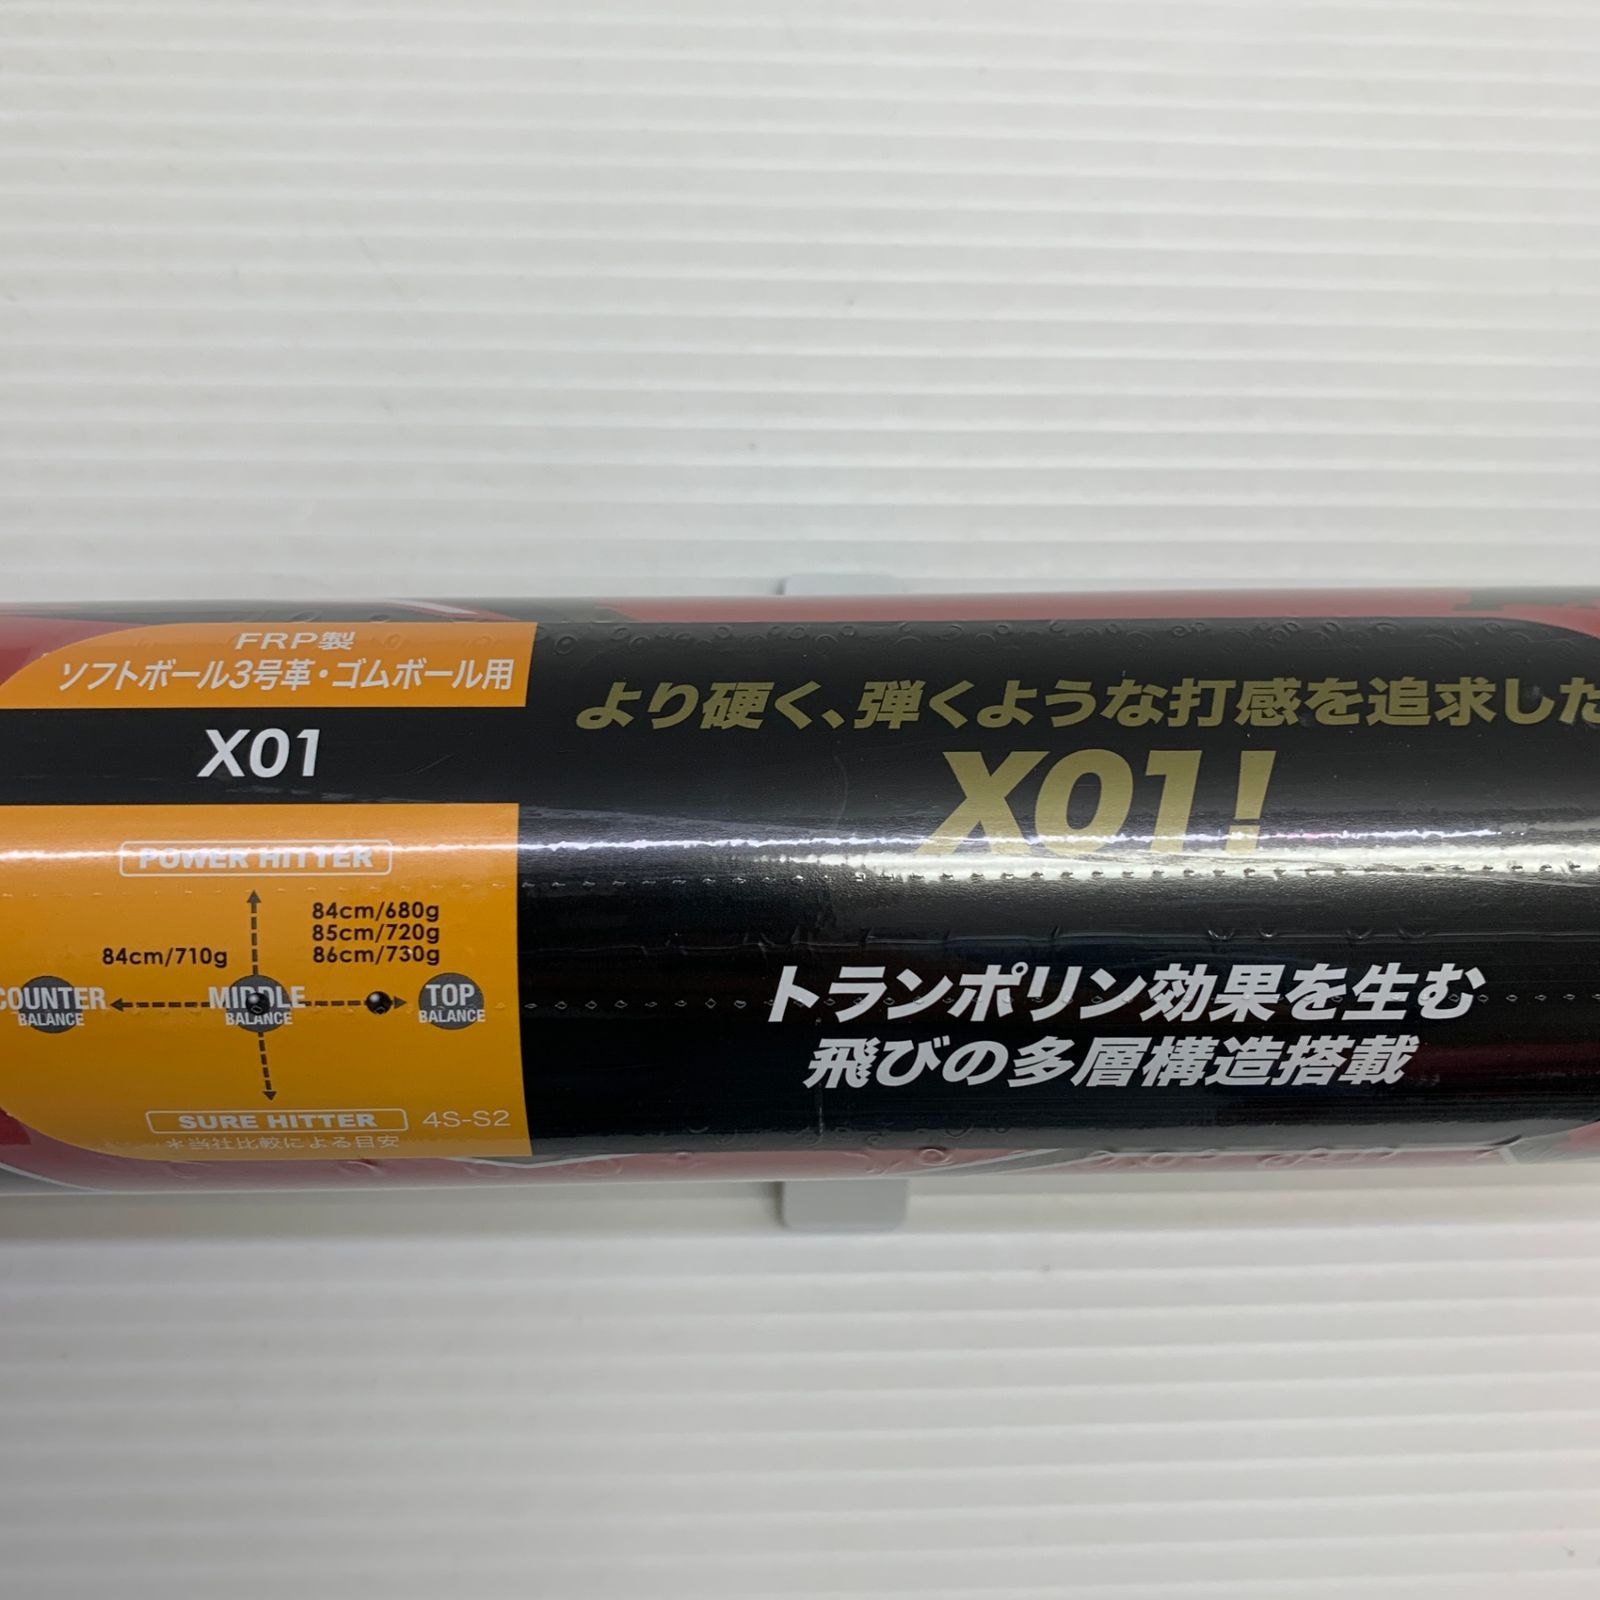 FRP製
ソフトボール3号革・ゴムボール用
X01
POWER HITTER
84cm/680g
85cm/720g
84cm/710g
86cm/730g
COUNTER BALANCE
MIDDLE BALANCE
TOP BALANCE
SURE HITTER
4S-S2
＊当社比較による目安
より硬く、弾くような打感を追求した
X01!
トランポリン効果を生む
飛びの多層構造搭載